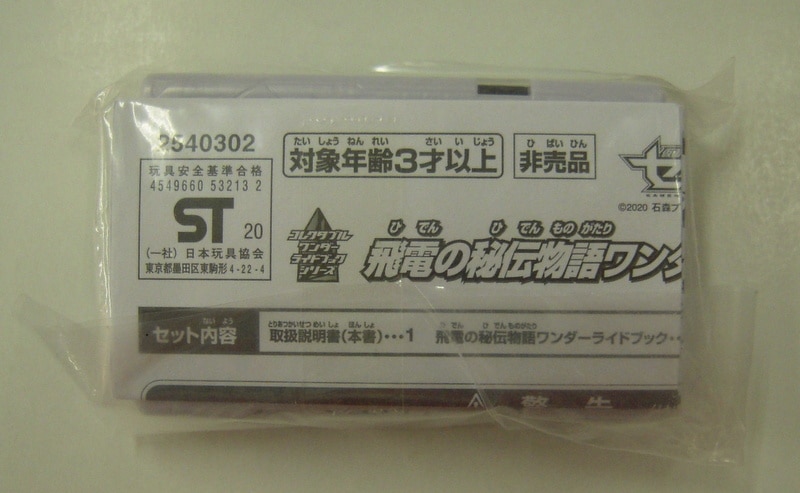 2540302
玩具安全基準合格
4549660 53213 2
ST 20
(一社) 日本玩具協会
東京都墨田区東駒形4-22-4
たいしょうねんれい さいいじょう
対象年齢3才以上
ひばいひん
非売品
©2020 石森プ
コレクタブル
ワンダー
ライドブック
シリーズ
ひでん ひでんものがたり
飛電の秘伝物語ワンダ
ないよう
セット内容
とりあつかいせつめいしょ ほんしょ
取扱説明書(本書)･･･1
ひでん ひでんものがたり
飛電の秘伝物語ワンダーライドブック･･
警告